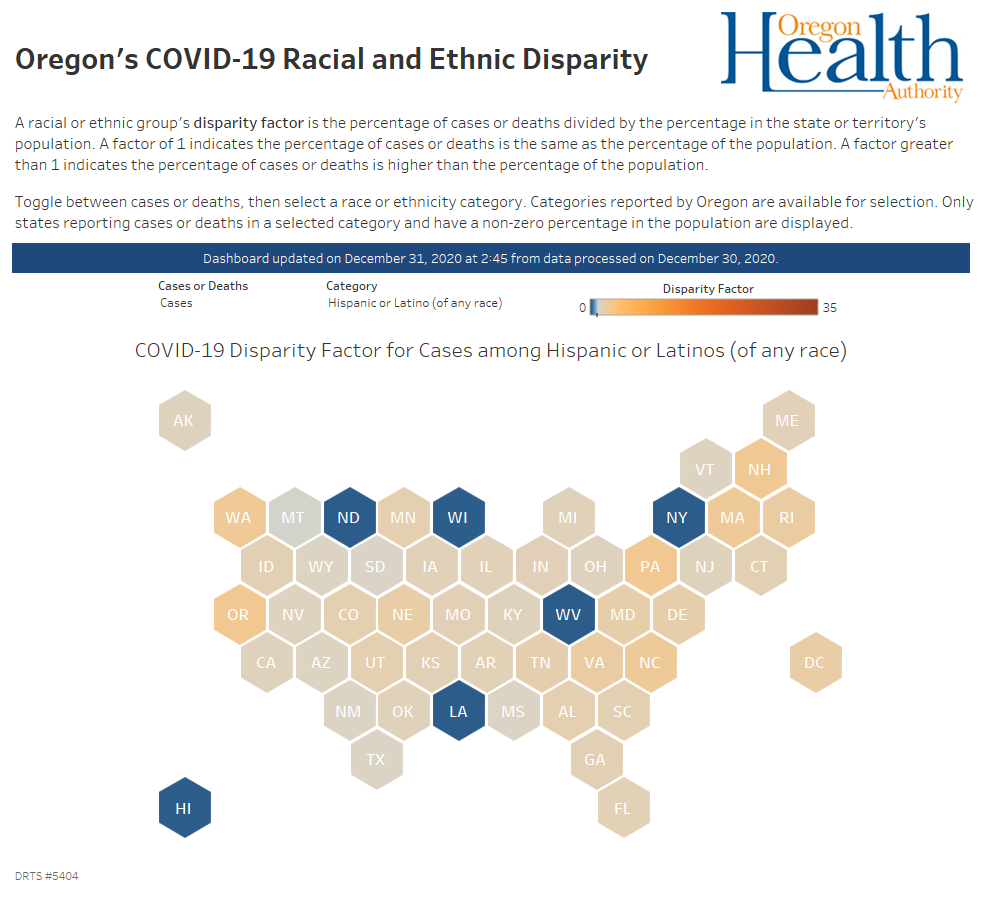 Oregon's COVID-19 Racial and Ethnic Disparity
Oregon
Health
Authority
A racial or ethnic group's disparity factor is the percentage of cases or deaths divided by the percentage in the state or territory's
population. A factor of 1 indicates the percentage of cases or deaths is the same as the percentage of the population. A factor greater
than 1 indicates the percentage of cases or deaths is higher than the percentage of the population.
Toggle between cases or deaths, then select a race or ethnicity category. Categories reported by Oregon are available for selection. Only
states reporting cases or deaths in a selected category and have a non-zero percentage in the population are displayed.
Dashboard updated on December 31, 2020 at 2:45 from data processed on December 30, 2020.
Cases or Deaths
Cases
Category
Hispanic or Latino (of any race)
Disparity Factor
0 35
COVID-19 Disparity Factor for Cases among Hispanic or Latinos (of any race)
AK ME
VT NH
WA MT ND MN WI MI NY MA RI
ID WY SD IA IL IN OH PA NJ CT
OR NV CO NE MO KY WV MD DE
CA AZ UT KS AR TN VA NC DC
NM OK LA MS AL SC
TX GA
HI FL
DRTS #5404